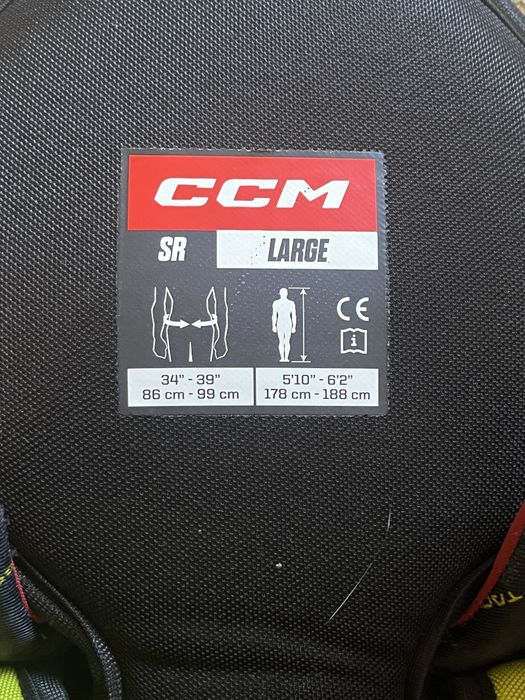 CCM
SR LARGE
CE
i
34" - 39" 5'10" - 6'2"
86 cm - 99 cm 178 cm - 188 cm